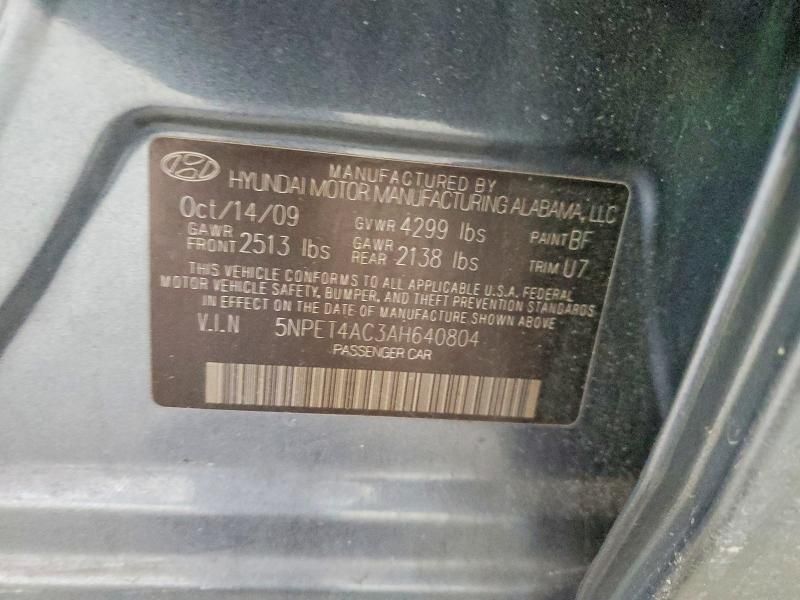 MANUFACTURED BY
HYUNDAI MOTOR MANUFACTURING ALABAMA, LLC
Oct/14/09 GVWR 4299 lbs PAINT BF
GAWR FRONT 2513 lbs GAWR REAR 2138 lbs TRIM U7
THIS VEHICLE CONFORMS TO ALL APPLICABLE U.S.A. FEDERAL
MOTOR VEHICLE SAFETY, BUMPER, AND THEFT PREVENTION STANDARDS
IN EFFECT ON THE DATE OF MANUFACTURE SHOWN ABOVE
V.I.N 5NPET4AC3AH640804
PASSENGER CAR